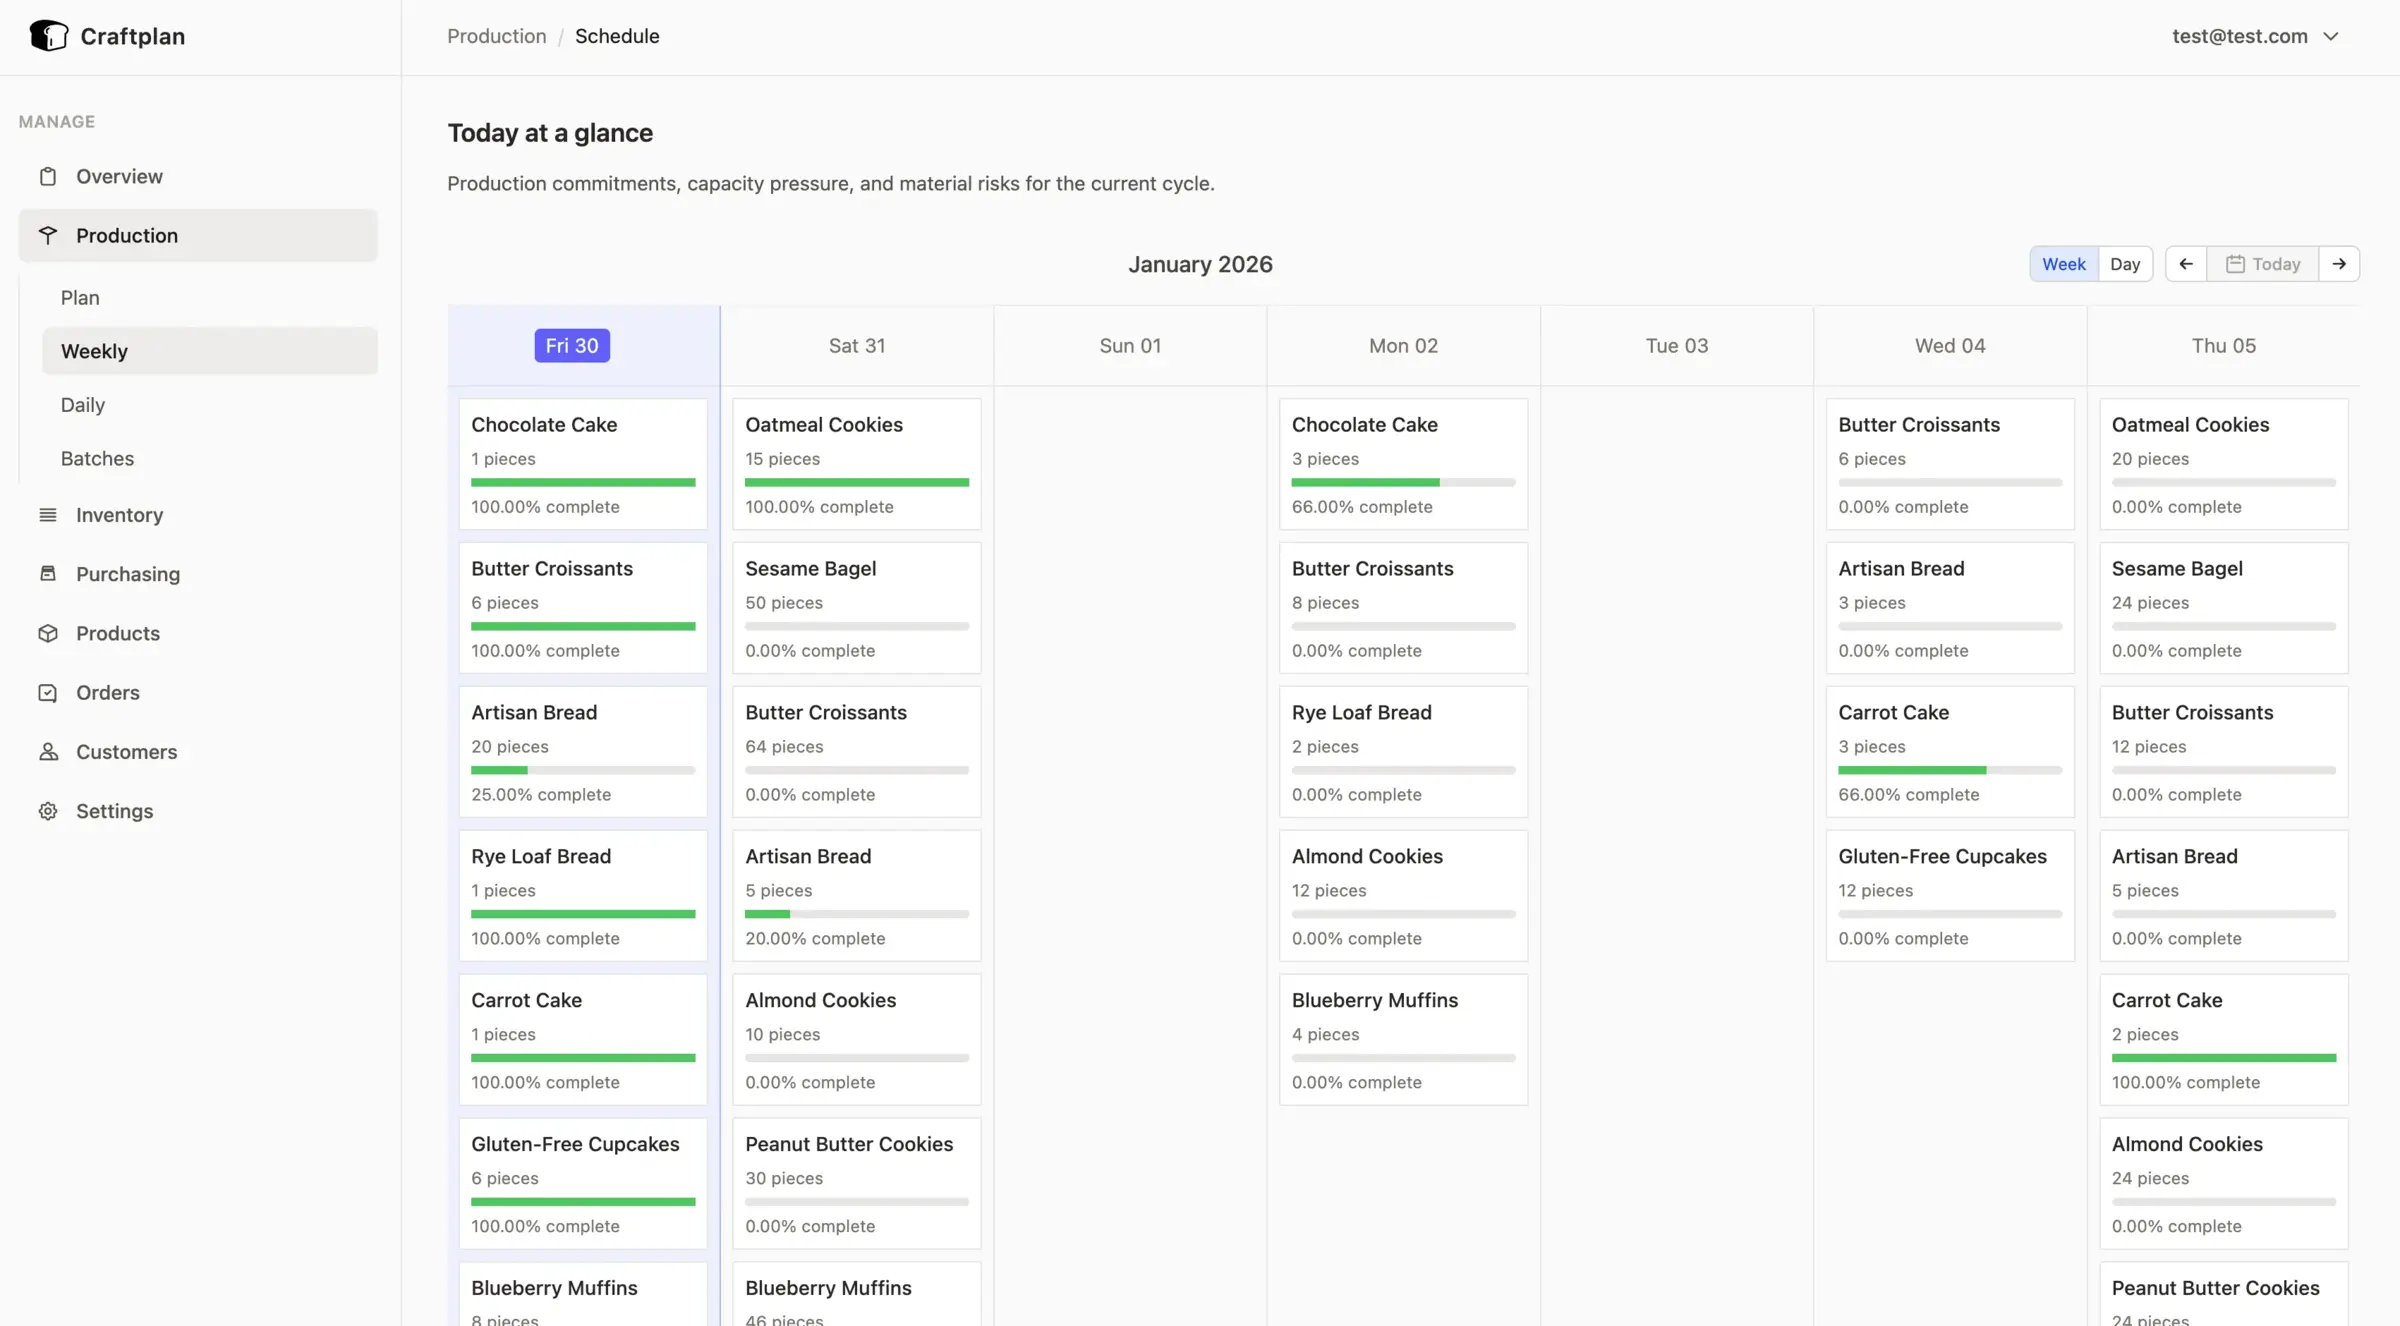 Craftplan
Production / Schedule
test@test.com
MANAGE
Overview
Production
Plan
Weekly
Daily
Batches
Inventory
Purchasing
Products
Orders
Customers
Settings
Today at a glance
Production commitments, capacity pressure, and material risks for the current cycle.
January 2026
Week Day Today
Fri 30
Chocolate Cake
1 pieces
100.00% complete
Butter Croissants
6 pieces
100.00% complete
Artisan Bread
20 pieces
25.00% complete
Rye Loaf Bread
1 pieces
100.00% complete
Carrot Cake
1 pieces
100.00% complete
Gluten-Free Cupcakes
6 pieces
100.00% complete
Blueberry Muffins
8 pieces
Sat 31
Oatmeal Cookies
15 pieces
100.00% complete
Sesame Bagel
50 pieces
0.00% complete
Butter Croissants
64 pieces
0.00% complete
Artisan Bread
5 pieces
20.00% complete
Almond Cookies
10 pieces
0.00% complete
Peanut Butter Cookies
30 pieces
0.00% complete
Blueberry Muffins
46 pieces
Sun 01
Mon 02
Chocolate Cake
3 pieces
66.00% complete
Butter Croissants
8 pieces
0.00% complete
Rye Loaf Bread
2 pieces
0.00% complete
Almond Cookies
12 pieces
0.00% complete
Blueberry Muffins
4 pieces
0.00% complete
Tue 03
Wed 04
Butter Croissants
6 pieces
0.00% complete
Artisan Bread
3 pieces
0.00% complete
Carrot Cake
3 pieces
66.00% complete
Gluten-Free Cupcakes
12 pieces
0.00% complete
Thu 05
Oatmeal Cookies
20 pieces
0.00% complete
Sesame Bagel
24 pieces
0.00% complete
Butter Croissants
12 pieces
0.00% complete
Artisan Bread
5 pieces
0.00% complete
Carrot Cake
2 pieces
100.00% complete
Almond Cookies
24 pieces
0.00% complete
Peanut Butter Cookies
24 pieces